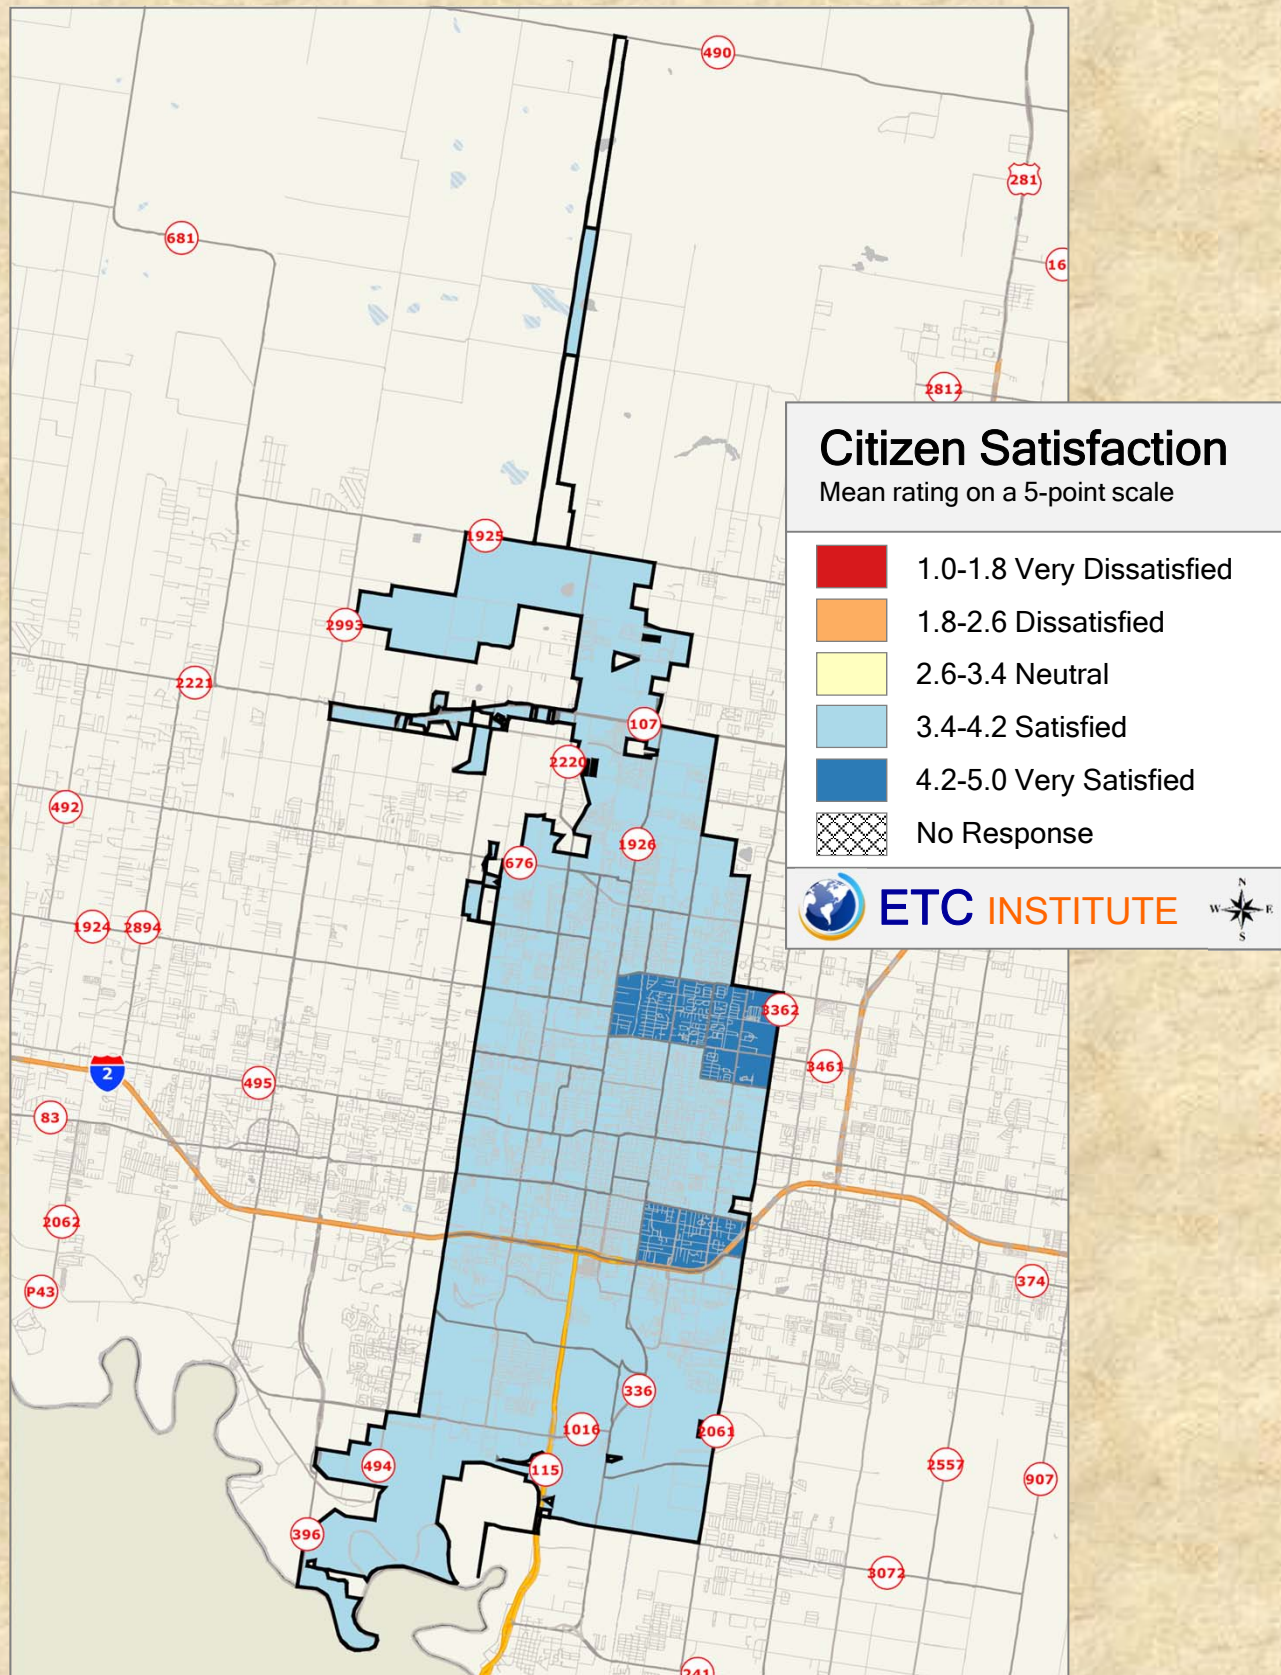 490
281
681
16
2812
Citizen Satisfaction
Mean rating on a 5-point scale
1.0-1.8 Very Dissatisfied
1.8-2.6 Dissatisfied
2.6-3.4 Neutral
3.4-4.2 Satisfied
4.2-5.0 Very Satisfied
No Response
ETC INSTITUTE
N
W E
S
1925
2993
2221
107
2220
492
1926
676
1924
2894
3362
3461
2
495
83
2062
P43
374
336
1016
2061
494
115
2557
907
396
3072
241